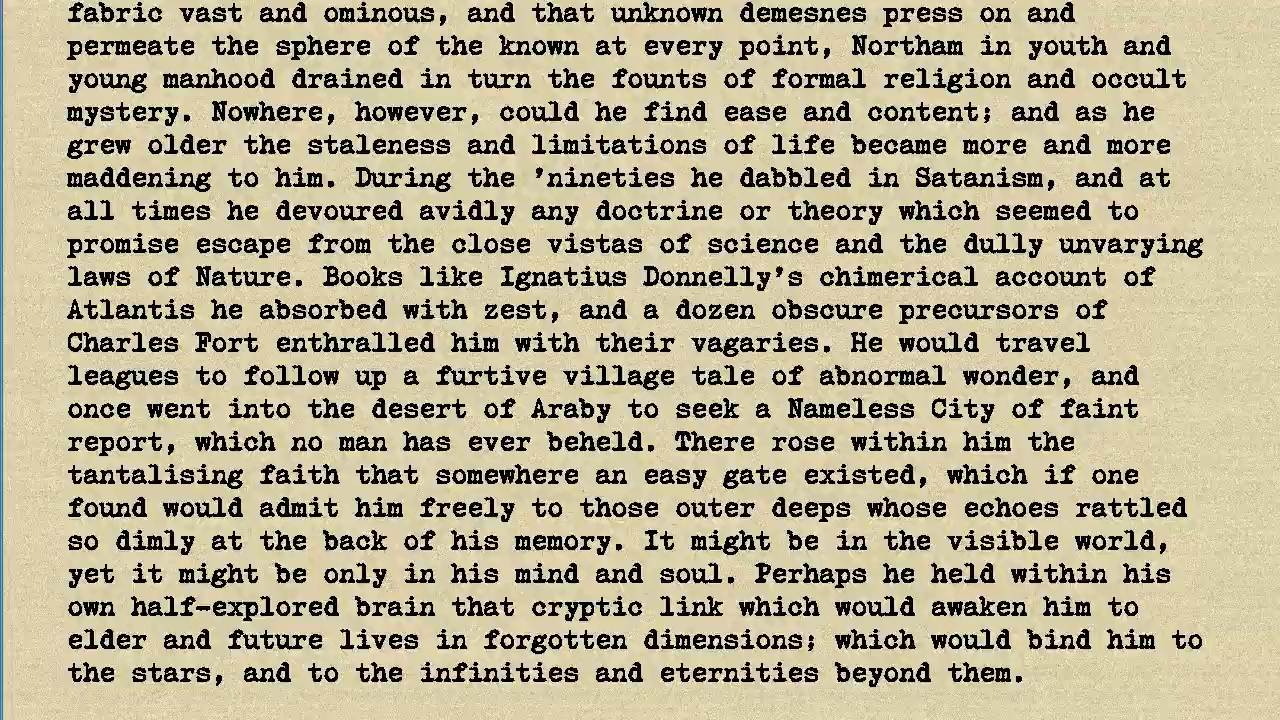 fabric vast and ominous, and that unknown demesnes press on and
permeate the sphere of the known at every point, Northam in youth and
young manhood drained in turn the founts of formal religion and occult
mystery. Nowhere, however, could he find ease and content; and as he
grew older the staleness and limitations of life became more and more
maddening to him. During the ’nineties he dabbled in Satanism, and at
all times he devoured avidly any doctrine or theory which seemed to
promise escape from the close vistas of science and the dully unvarying
laws of Nature. Books like Ignatius Donnelly’s chimerical account of
Atlantis he absorbed with zest, and a dozen obscure precursors of
Charles Fort enthralled him with their vagaries. He would travel
leagues to follow up a furtive village tale of abnormal wonder, and
once went into the desert of Araby to seek a Nameless City of faint
report, which no man has ever beheld. There rose within him the
tantalising faith that somewhere an easy gate existed, which if one
found would admit him freely to those outer deeps whose echoes rattled
so dimly at the back of his memory. It might be in the visible world,
yet it might be only in his mind and soul. Perhaps he held within his
own half-explored brain that cryptic link which would awaken him to
elder and future lives in forgotten dimensions; which would bind him to
the stars, and to the infinities and eternities beyond them.